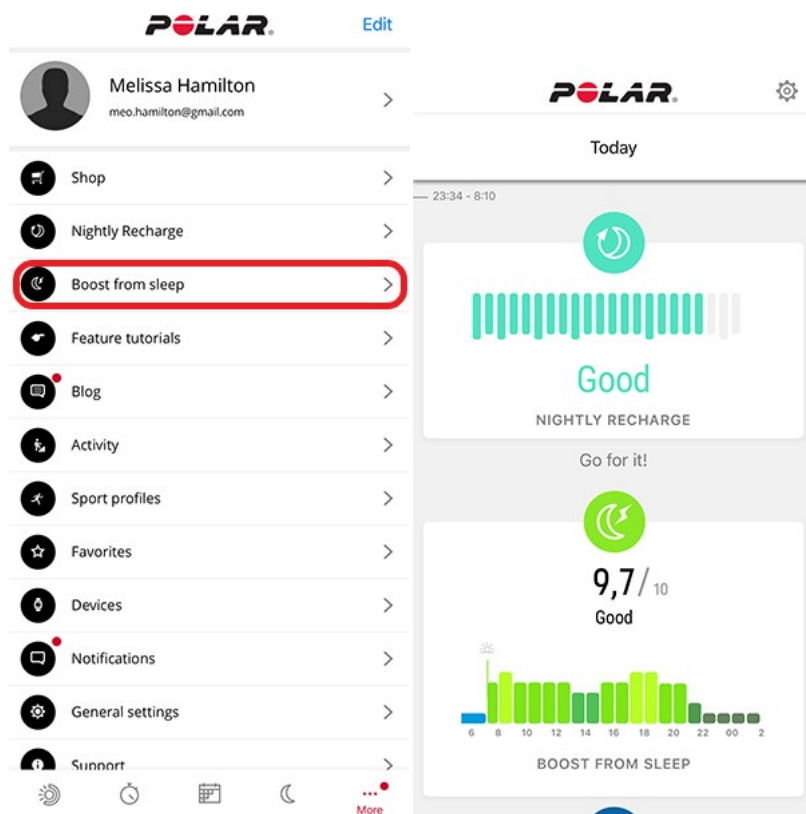 POLAR.
Edit
Melissa Hamilton
meo.hamilton@gmail.com
Shop
Nightly Recharge
Boost from sleep
Feature tutorials
Blog
Activity
Sport profiles
Favorites
Devices
Notifications
General settings
Support
More
POLAR.
Today
23:34 - 8:10
Good
NIGHTLY RECHARGE
Go for it!
9,7/10
Good
6 8 10 12 14 16 18 20 22 00 2
BOOST FROM SLEEP